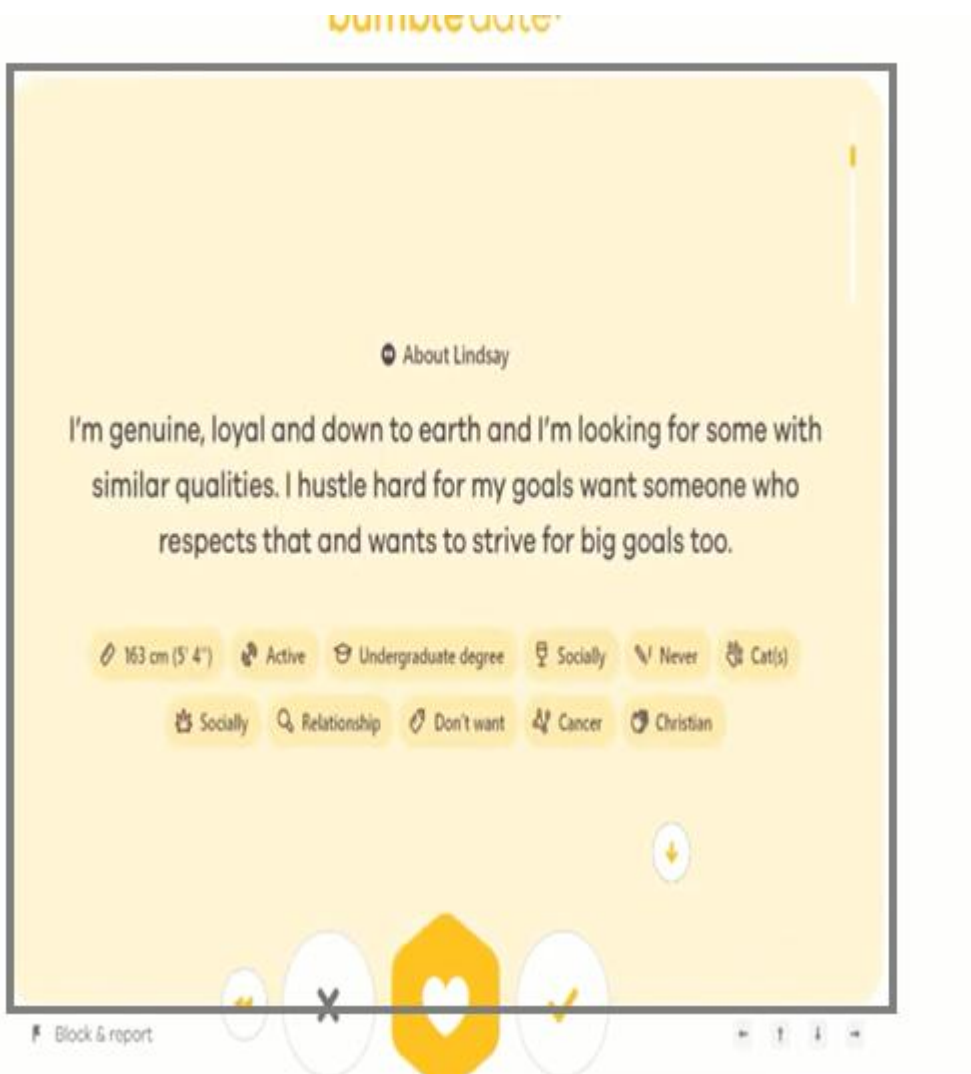 bumble date
About Lindsay
I'm genuine, loyal and down to earth and I'm looking for some with
similar qualities. I hustle hard for my goals want someone who
respects that and wants to strive for big goals too.
163 cm (5' 4") Active Undergraduate degree Socially Never Cat(s)
Socially Relationship Don't want Cancer Christian
Block & report